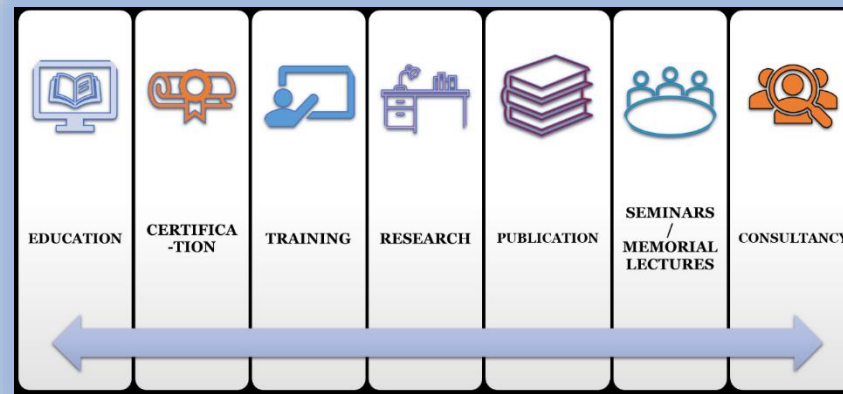 EDUCATION
CERTIFICA
-TION
TRAINING
RESEARCH
PUBLICATION
SEMINARS
/
MEMORIAL
LECTURES
CONSULTANCY